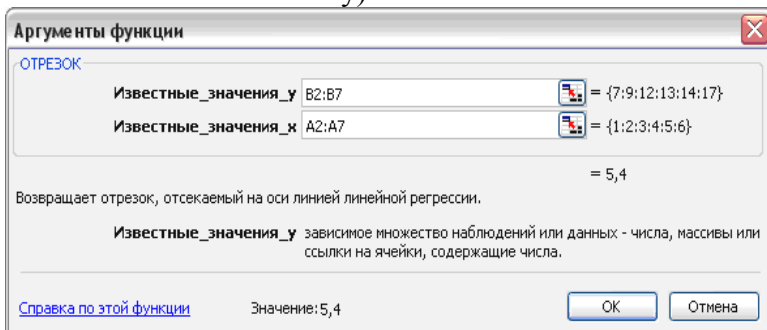 у)
Аргументы функции
ОТРЕЗОК
Известные_значения_y B2:B7 = {7:9:12:13:14:17}
Известные_значения_x A2:A7 = {1:2:3:4:5:6}
= 5,4
Возвращает отрезок, отсекаемый на оси линией линейной регрессии.
Известные_значения_y зависимое множество наблюдений или данных - числа, массивы или
ссылки на ячейки, содержащие числа.
Справка по этой функции Значение:5,4 OK Отмена